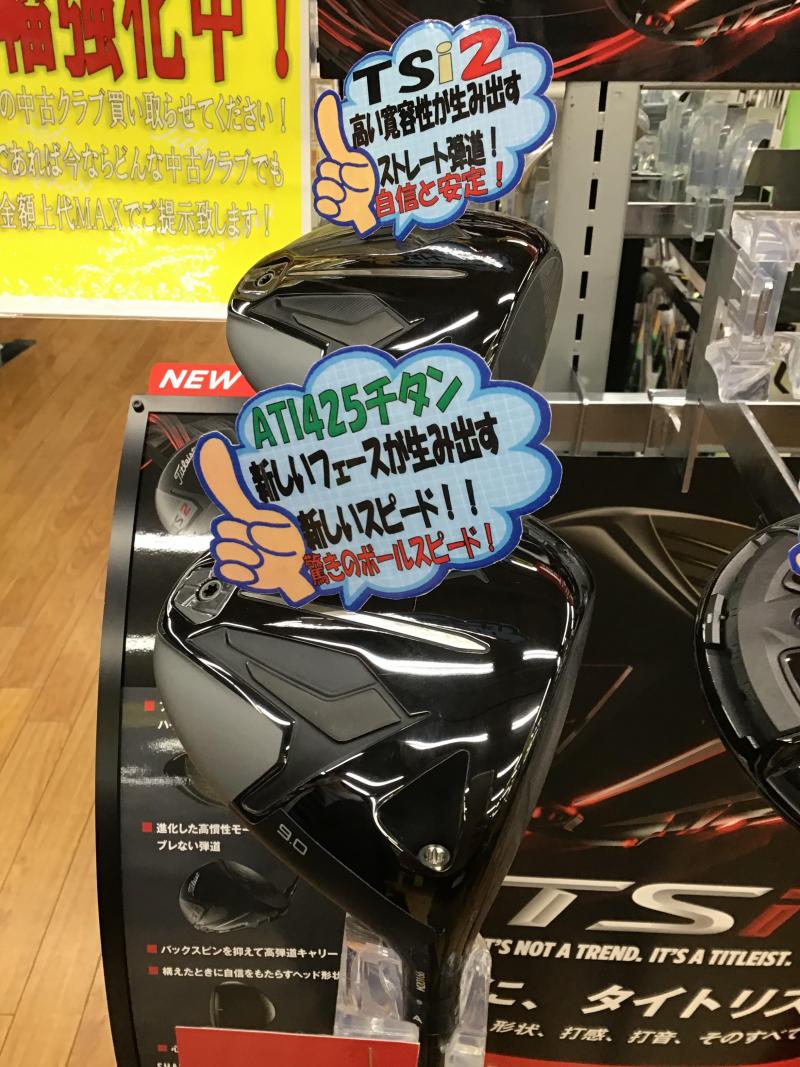 幅強化中！
の中古クラブ買い取らせてください！
であれば今ならどんな中古クラブでも
金額上代MAXでご提示致します！
TSi2
高い寛容性が生み出す
ストレート弾道！
自信と安定！
NEW
ATI425チタン
新しいフェースが生み出す
新しいスピード！！
驚きのボールスピード！
Titleist
TSi2
進化した高慣性モー
ブレない弾道
バックスピンを抑えて高弾道キャリー
構えたときに自信をもたらすヘッド形状
心
9.0
TSi
T'S NOT A TREND. IT'S A TITLEIST.
に、タイトリス
形状、打感、打音、そのすべて